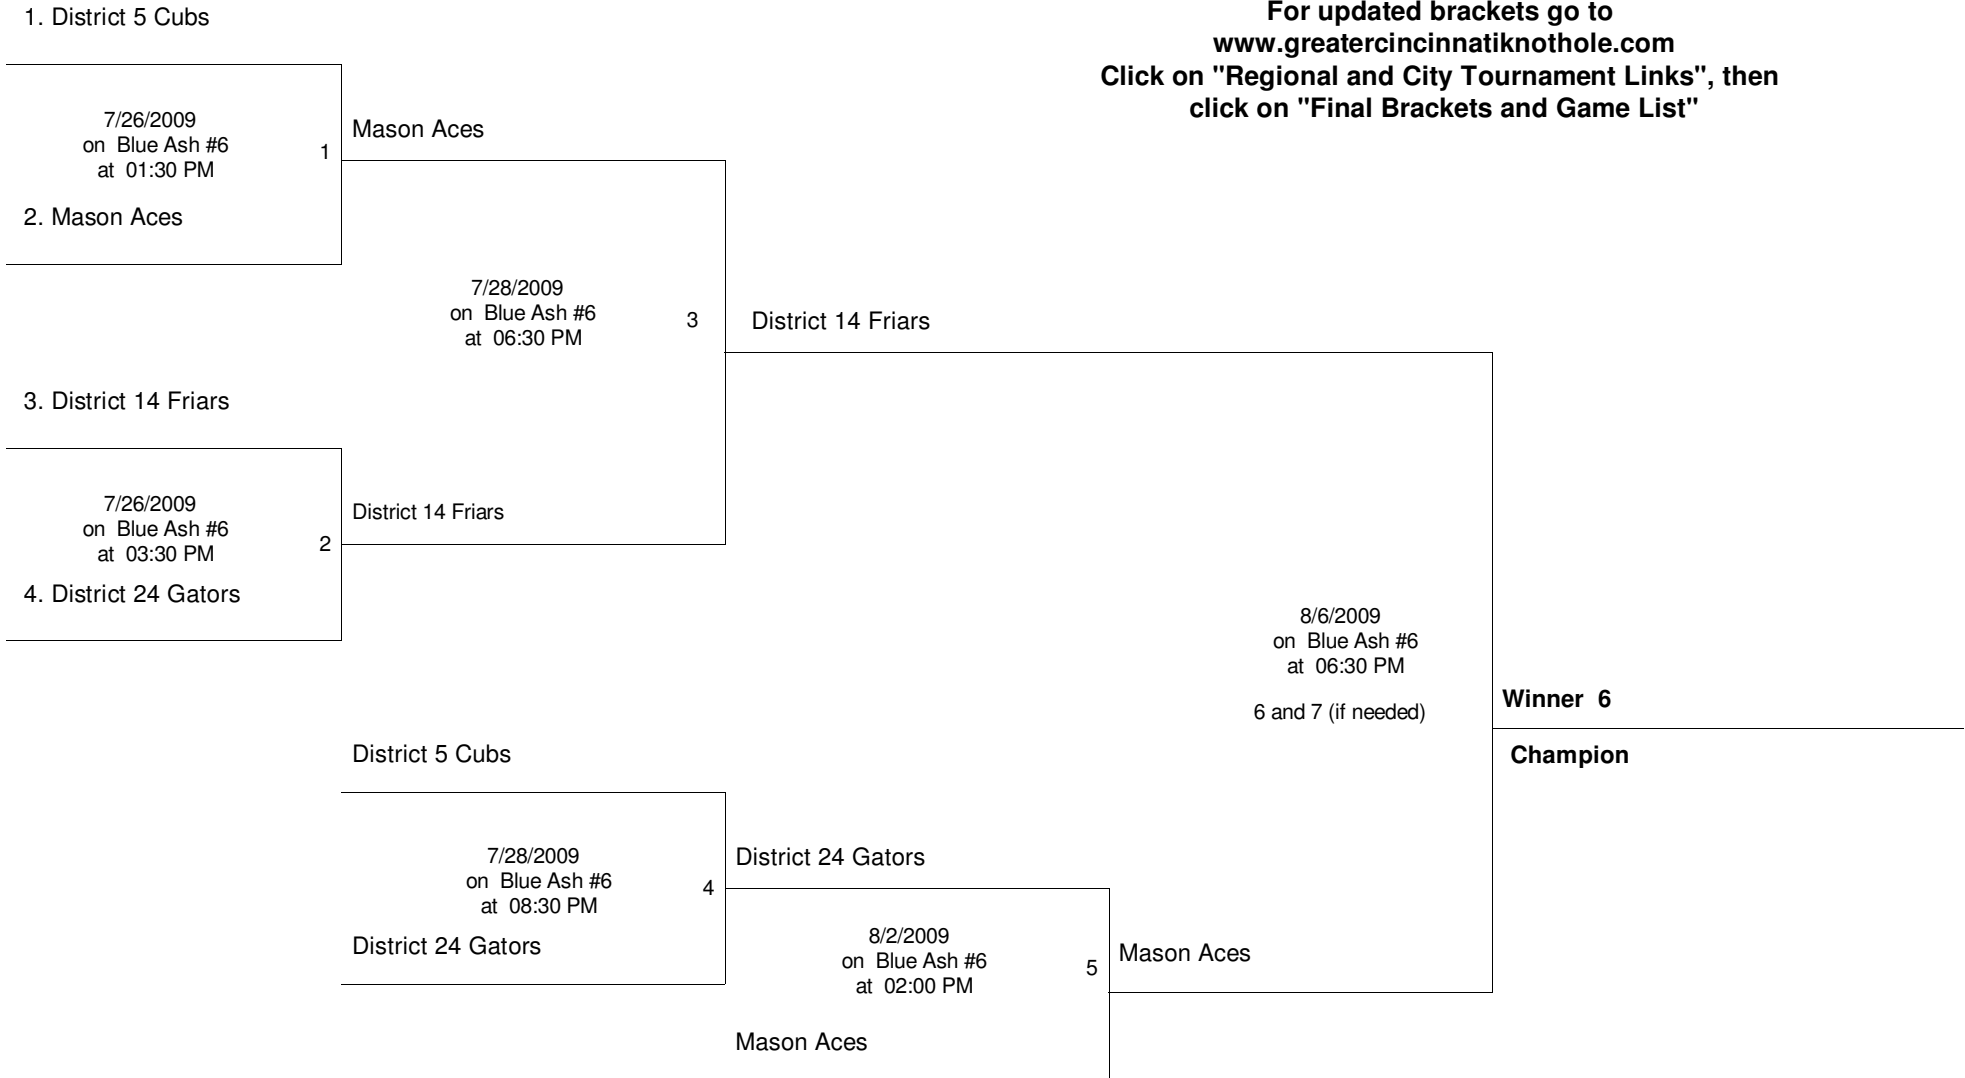 1. District 5 Cubs
For updated brackets go to
www.greatercincinnatiknothole.com
Click on "Regional and City Tournament Links", then
click on "Final Brackets and Game List"
7/26/2009
on Blue Ash #6
at 01:30 PM
1
Mason Aces
2. Mason Aces
7/28/2009
on Blue Ash #6
at 06:30 PM
3
District 14 Friars
3. District 14 Friars
7/26/2009
on Blue Ash #6
at 03:30 PM
2
District 14 Friars
4. District 24 Gators
8/6/2009
on Blue Ash #6
at 06:30 PM
6 and 7 (if needed)
Winner 6
Champion
District 5 Cubs
7/28/2009
on Blue Ash #6
at 08:30 PM
4
District 24 Gators
District 24 Gators
8/2/2009
on Blue Ash #6
at 02:00 PM
5
Mason Aces
Mason Aces